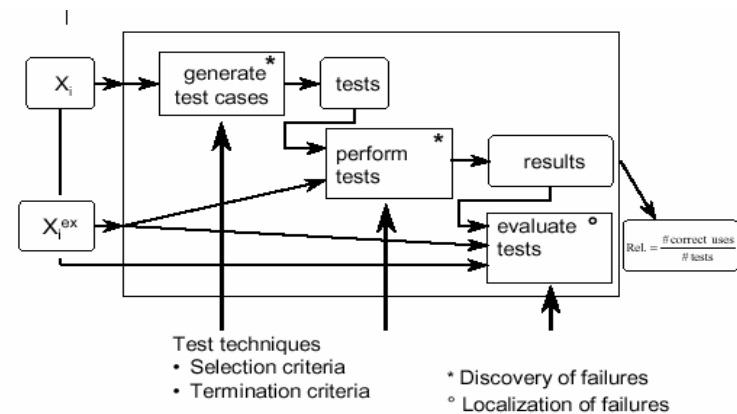 X_i
generate *
test cases
tests
perform *
tests
results
X_i^ex
evaluate °
tests
Rel. = # correct uses / # tests
Test techniques
• Selection criteria
• Termination criteria
* Discovery of failures
° Localization of failures